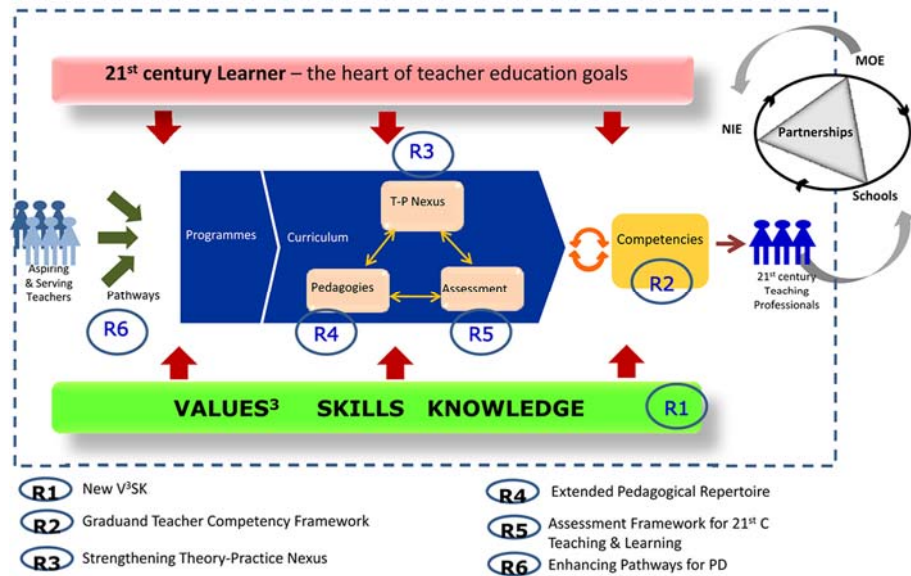 21st century Learner – the heart of teacher education goals
MOE
NIE
Partnerships
Schools
R3
T-P Nexus
Programmes
Curriculum
Competencies
R2
Aspiring
& Serving
Teachers
Pathways
R6
Pedagogies
Assessment
R4
R5
21st century
Teaching
Professionals
VALUES³ SKILLS KNOWLEDGE
R1
R1 New V³SK
R2 Graduand Teacher Competency Framework
R3 Strengthening Theory-Practice Nexus
R4 Extended Pedagogical Repertoire
R5 Assessment Framework for 21st C
Teaching & Learning
R6 Enhancing Pathways for PD